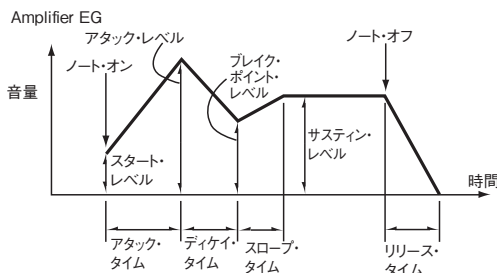 Amplifier EG
アタック・レベル
ノート・オン
音量
ブレイク・
ポイント・
レベル
ノート・オフ
スタート・
レベル
サスティン・
レベル
時間
アタック・
タイム
ディケイ・
タイム
スロープ・
タイム
リリース・
タイム